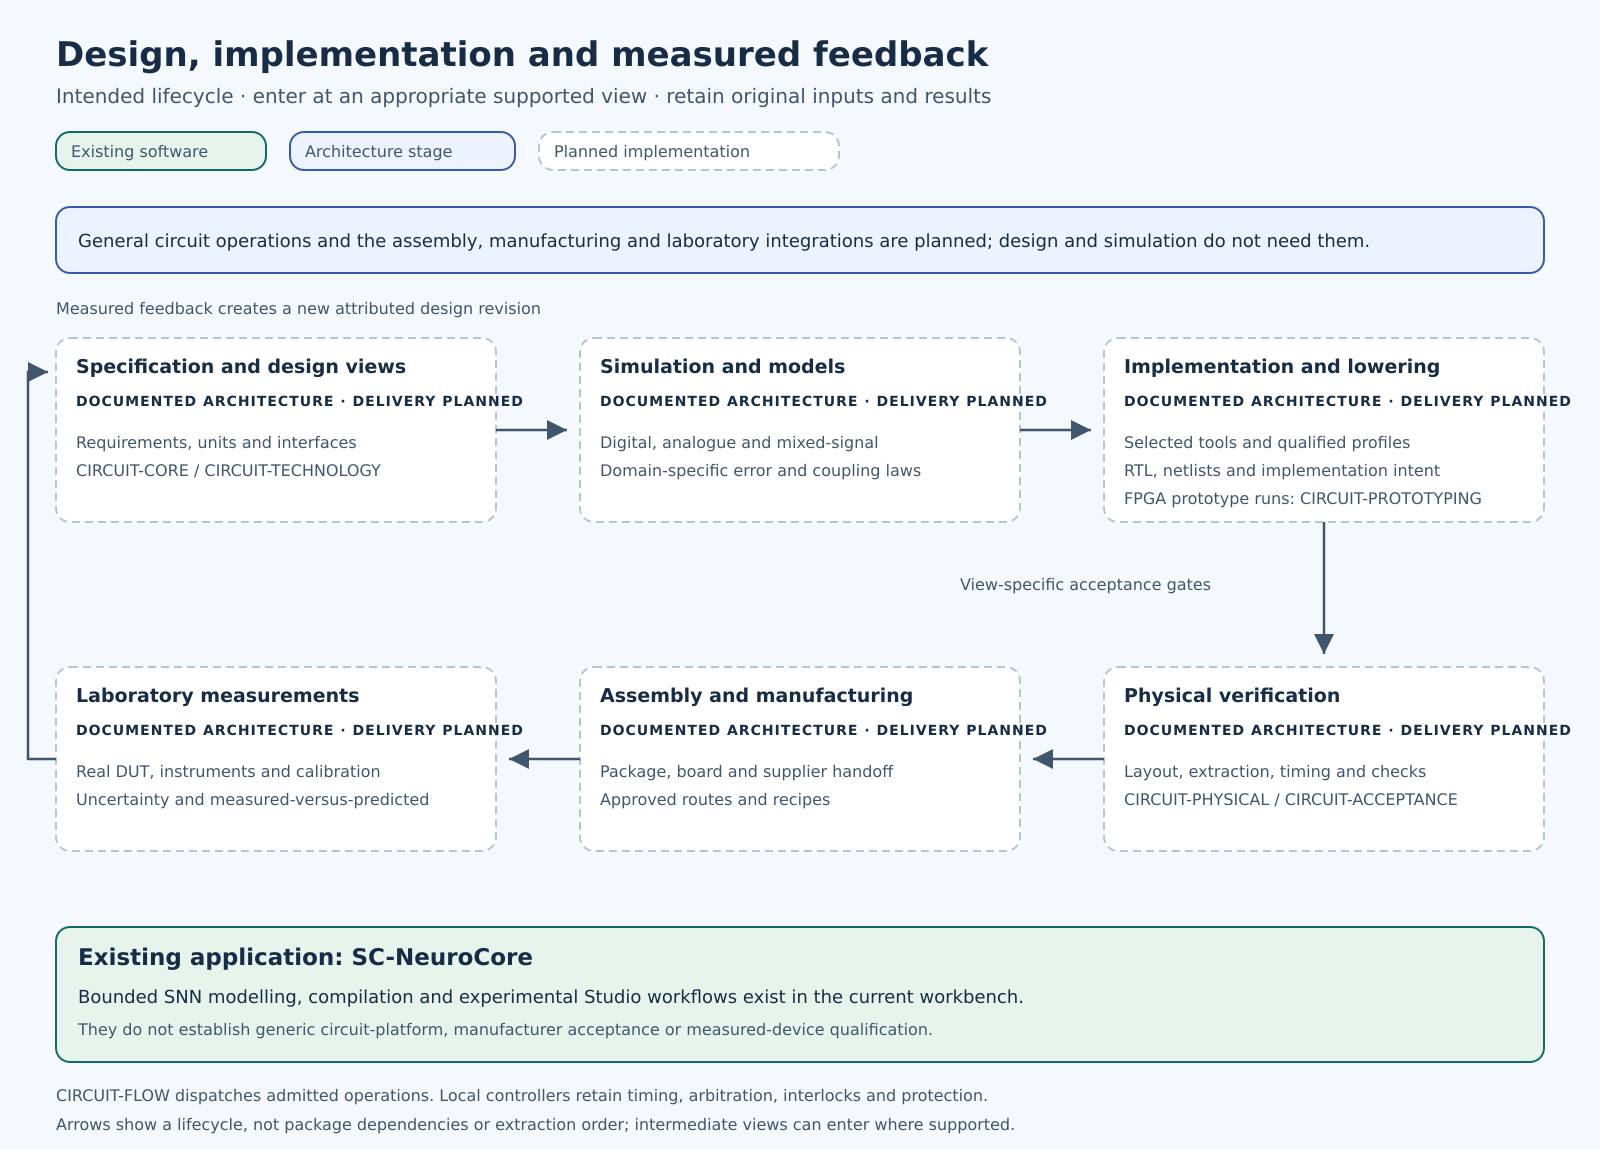 Design, implementation and measured feedback
Intended lifecycle · enter at an appropriate supported view · retain original inputs and results
Existing software
Architecture stage
Planned implementation
General circuit operations and the assembly, manufacturing and laboratory integrations are planned; design and simulation do not need them.
Measured feedback creates a new attributed design revision
Specification and design views
DOCUMENTED ARCHITECTURE · DELIVERY PLANNED
Requirements, units and interfaces
CIRCUIT-CORE / CIRCUIT-TECHNOLOGY
Simulation and models
DOCUMENTED ARCHITECTURE · DELIVERY PLANNED
Digital, analogue and mixed-signal
Domain-specific error and coupling laws
Implementation and lowering
DOCUMENTED ARCHITECTURE · DELIVERY PLANNED
Selected tools and qualified profiles
RTL, netlists and implementation intent
FPGA prototype runs: CIRCUIT-PROTOTYPING
View-specific acceptance gates
Laboratory measurements
DOCUMENTED ARCHITECTURE · DELIVERY PLANNED
Real DUT, instruments and calibration
Uncertainty and measured-versus-predicted
Assembly and manufacturing
DOCUMENTED ARCHITECTURE · DELIVERY PLANNED
Package, board and supplier handoff
Approved routes and recipes
Physical verification
DOCUMENTED ARCHITECTURE · DELIVERY PLANNED
Layout, extraction, timing and checks
CIRCUIT-PHYSICAL / CIRCUIT-ACCEPTANCE
Existing application: SC-NeuroCore
Bounded SNN modelling, compilation and experimental Studio workflows exist in the current workbench.
They do not establish generic circuit-platform, manufacturer acceptance or measured-device qualification.
CIRCUIT-FLOW dispatches admitted operations. Local controllers retain timing, arbitration, interlocks and protection.
Arrows show a lifecycle, not package dependencies or extraction order; intermediate views can enter where supported.